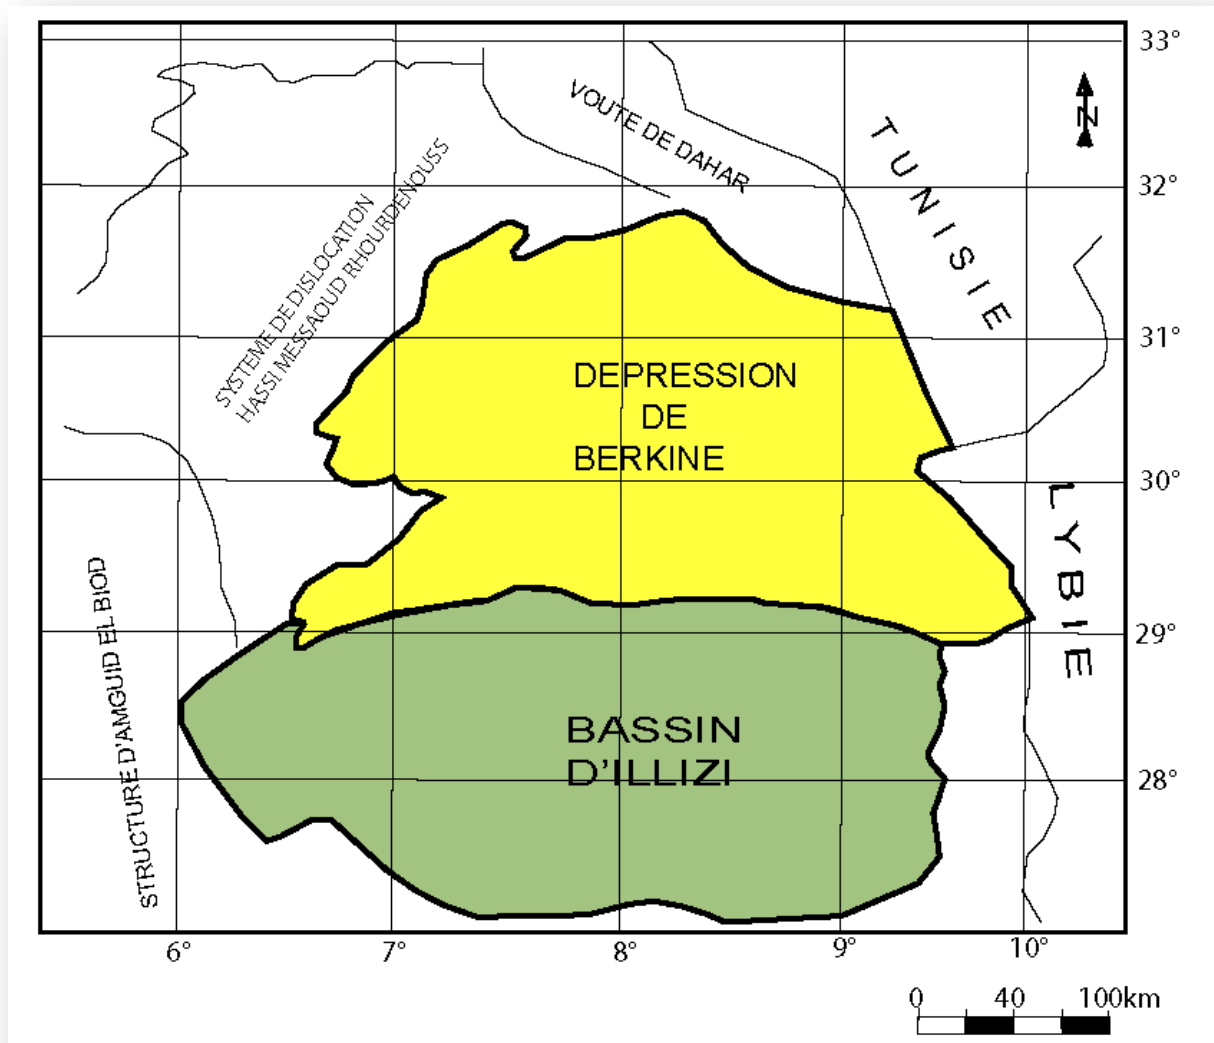 33°
VOUTE DE DAHAR
TUNISIE
N
32°
SYSTEME DE DISLOCATION
HASSI MESSAOUD RHOURDENOUSS
31°
DEPRESSION
DE
BERKINE
30°
LYBIE
STRUCTURE D'AMGUID EL BIOD
29°
BASSIN
D'ILLIZI
28°
6°
7°
8°
9°
10°
0 40 100km